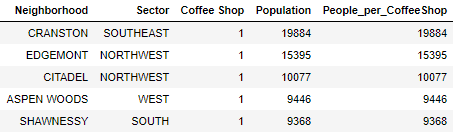 Neighborhood Sector Coffee Shop Population People_per_CoffeeShop
CRANSTON SOUTHEAST 1 19884 19884
EDGEMONT NORTHWEST 1 15395 15395
CITADEL NORTHWEST 1 10077 10077
ASPEN WOODS WEST 1 9446 9446
SHAWNESSY SOUTH 1 9368 9368